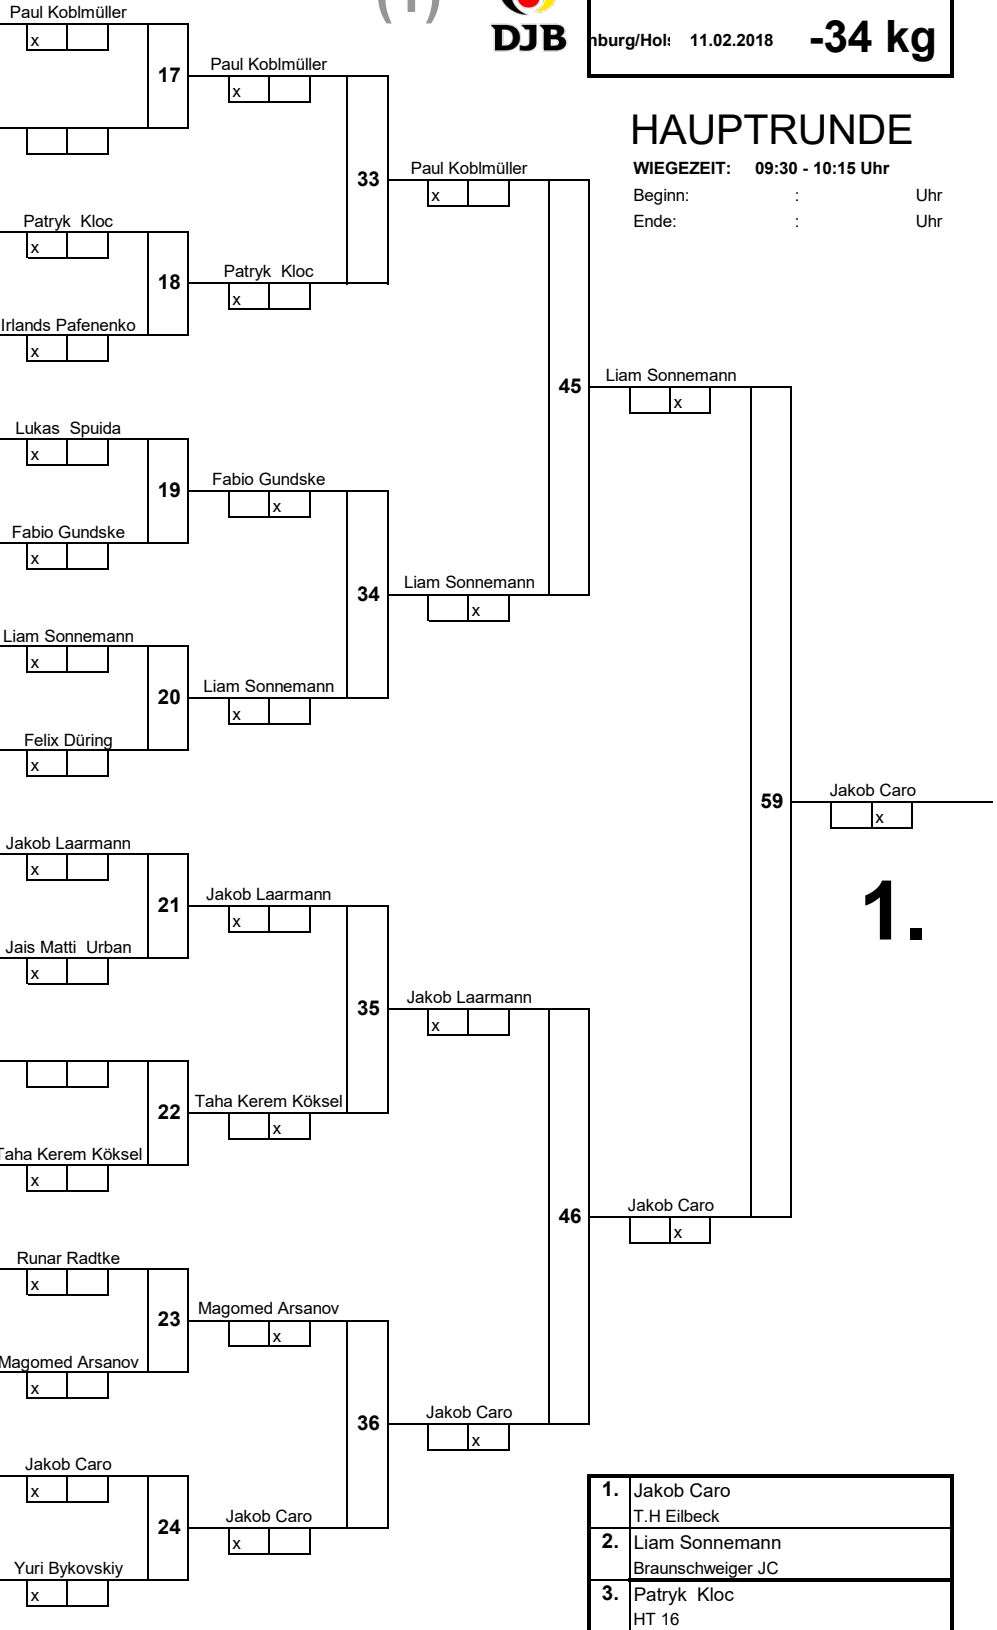 Paul Koblmüller
x
(1)
DJB
11.02.2018 -34 kg
17
Paul Koblmüller
x
HAUPTRUNDE
WIEGEZEIT: 09:30 - 10:15 Uhr
Beginn: : Uhr
Ende: : Uhr
33
Paul Koblmüller
x
Patryk Kloc
x
18
Patryk Kloc
x
Irlands Pafenenko
x
45
Liam Sonnemann
x
Lukas Spuida
x
19
Fabio Gundske
x
Fabio Gundske
x
34
Liam Sonnemann
x
Liam Sonnemann
x
20
Liam Sonnemann
x
Felix Düring
x
59
Jakob Caro
x
1.
Jakob Laarmann
x
21
Jakob Laarmann
x
Jais Matti Urban
x
35
Jakob Laarmann
x
22
Taha Kerem Köksel
x
Taha Kerem Köksel
x
46
Jakob Caro
x
Runar Radtke
x
23
Magomed Arsanov
x
Magomed Arsanov
x
36
Jakob Caro
x
Jakob Caro
x
24
Jakob Caro
x
Yuri Bykovskiy
x
1. Jakob Caro
T.H Eilbeck
2. Liam Sonnemann
Braunschweiger JC
3. Patryk Kloc
HT 16